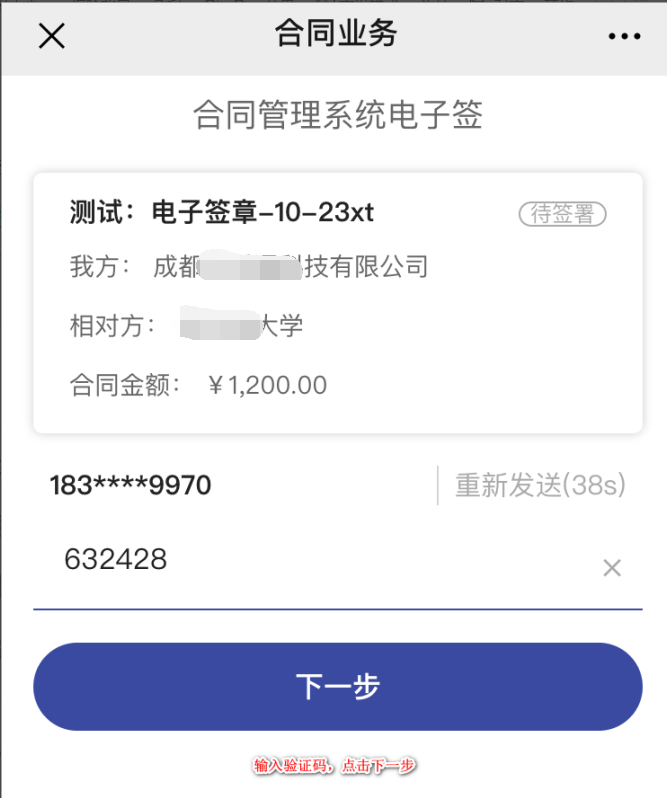 合同业务
合同管理系统电子签
测试：电子签章-10-23xt
待签署
我方： 成都 科技有限公司
相对方： 大学
合同金额： ￥1,200.00
183****9970
重新发送(38s)
632428
下一步
输入验证码，点击下一步